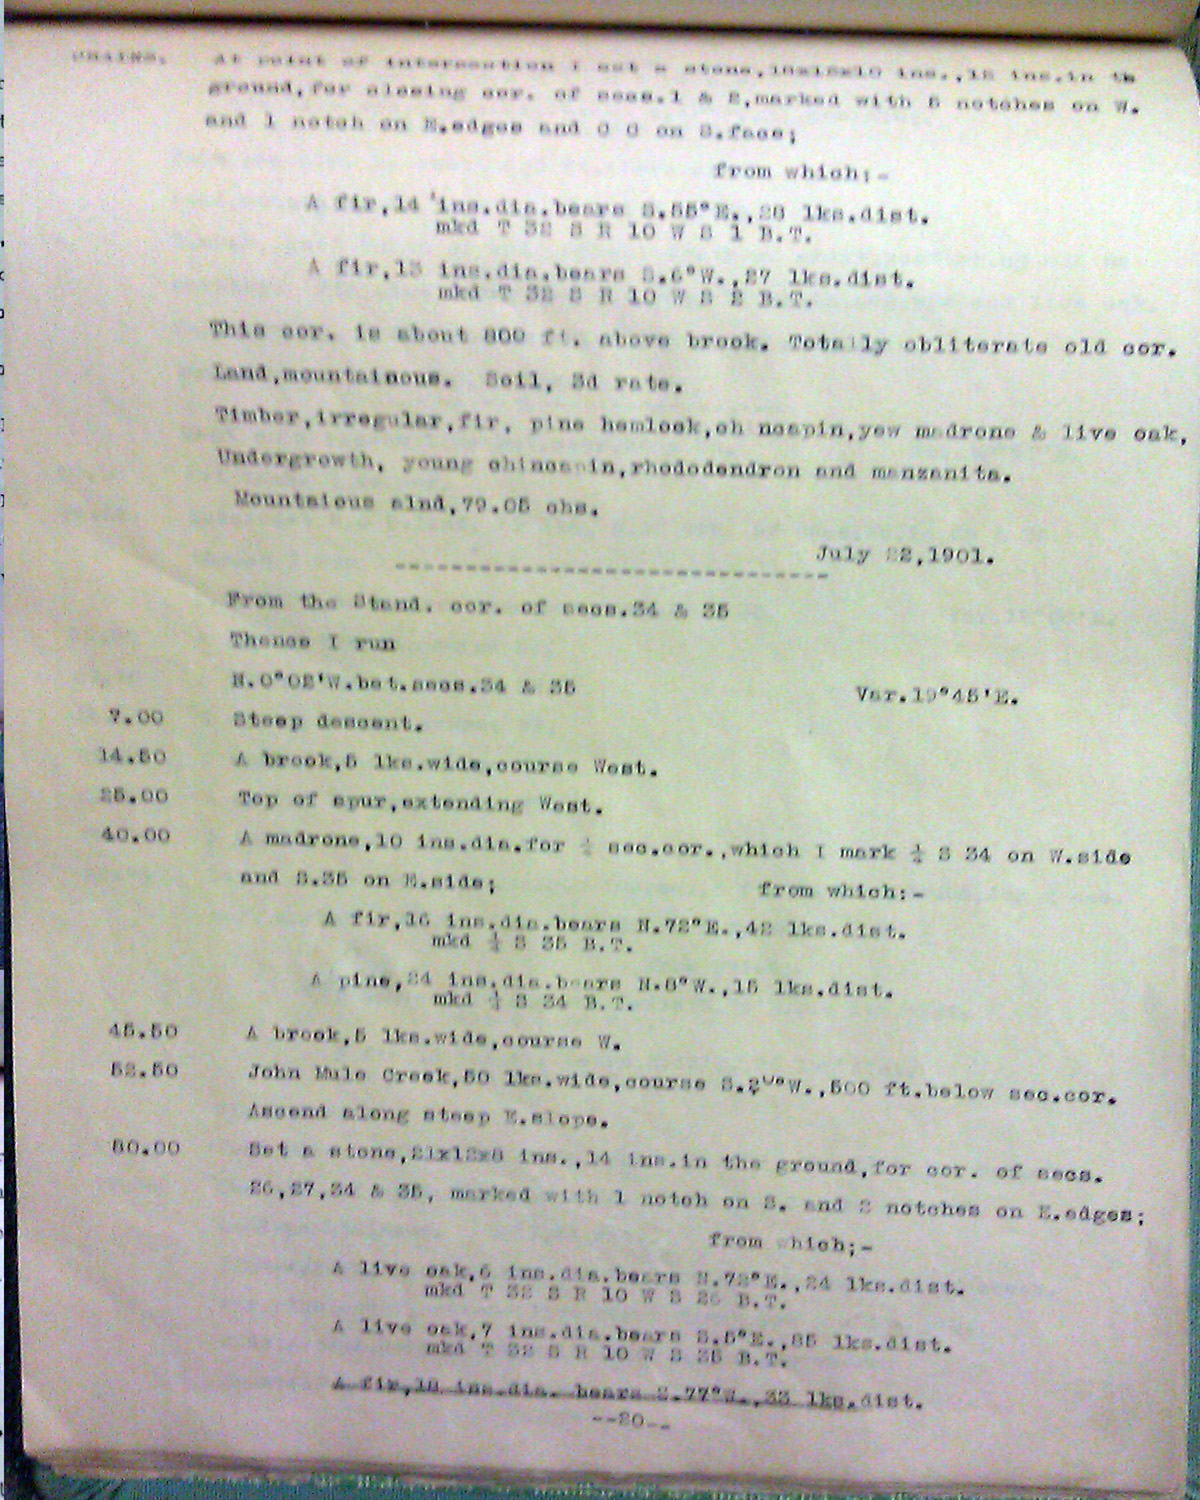 CHAINS. At point of intersection I set a stone,18x12x10 ins.,12 ins.in th
ground,for closing cor. of secs.1 & 2,marked with 5 notches on W.
and 1 notch on E.edges and C C on S.face;
from which;-
A fir,14 ins.dia.bears S.55°E.,28 lks.dist.
mkd T 32 S R 10 W S 1 B.T.
A fir,13 ins.dia.bears S.6°W.,27 lks.dist.
mkd T 32 S R 10 W S 2 B.T.
This cor. is about 800 ft. above brook. Totally obliterate old cor.
Land,mountainous. Soil, 3d rate.
Timber,irregular,fir, pine hemlock,ch ncapin,yew madrone & live oak,
Undergrowth, young chincapin,rhododendron and manzanita.
Mountaious alnd,79.05 chs.
July 22,1901.
From the Stand. cor. of secs.34 & 35
Thence I run
N.0°02'W.bet.secs.34 & 35 Var.19°45'E.
7.00 Steep descent.
14.50 A brook,5 lks.wide,course West.
25.00 Top of spur,extending West.
40.00 A madrone,10 ins.dia.for ¼ sec.cor.,which I mark ¼ S 34 on W.side
and S.35 on E.side; from which:-
A fir,16 ins.dia.bears N.72°E.,42 lks.dist.
mkd ¼ S 35 B.T.
A pine,24 ins.dia.bears N.8°W.,15 lks.dist.
mkd ¼ S 34 B.T.
45.50 A brook,5 lks.wide,course W.
52.50 John Mule Creek,50 lks.wide,course W.,500 ft.below sec.cor.
Ascend along steep E.slope.
80.00 Set a stone,21x12x8 ins.,14 ins.in the ground,for cor. of secs.
26,27,34 & 35, marked with 1 notch on S. and 2 notches on E.edges;
from which;-
A live oak,6 ins.dia.bears N.72°E.,24 lks.dist.
mkd T 32 S R 10 W S 26 B.T.
A live oak,7 ins.dia.bears S.5°E.,85 lks.dist.
mkd T 32 S R 10 W S 35 B.T.
A fir,18 ins.dia. bears S.77°W.,33 lks.dist.
--20--